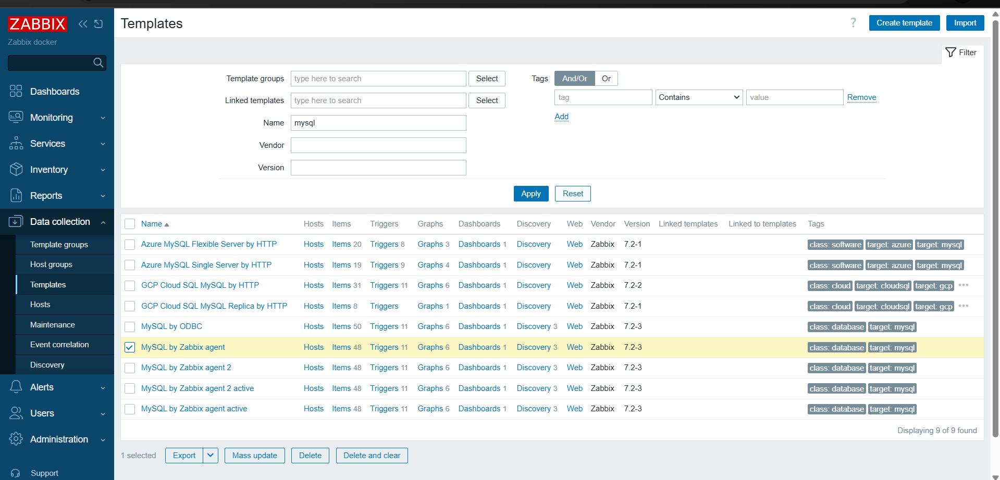 ZABBIX
Zabbix docker
Dashboards
Monitoring
Services
Inventory
Reports
Data collection
Template groups
Host groups
Templates
Hosts
Maintenance
Event correlation
Discovery
Alerts
Users
Administration
Support
Templates
? Create template Import
Filter
Template groups type here to search Select
Linked templates type here to search Select
Name mysql
Vendor
Version
Tags And/Or Or
tag Contains value Remove
Add
Apply Reset
Name Hosts Items Triggers Graphs Dashboards Discovery Web Vendor Version Linked templates Linked to templates Tags
Azure MySQL Flexible Server by HTTP Hosts Items 20 Triggers 8 Graphs 3 Dashboards 1 Discovery Web Zabbix 7.2-1 class: software target: azure target: mysql
Azure MySQL Single Server by HTTP Hosts Items 19 Triggers 9 Graphs 4 Dashboards 1 Discovery Web Zabbix 7.2-1 class: software target: azure target: mysql
GCP Cloud SQL MySQL by HTTP Hosts Items 31 Triggers 11 Graphs 6 Dashboards 1 Discovery Web Zabbix 7.2-2 class: cloud target: cloudsql target: gcp •••
GCP Cloud SQL MySQL Replica by HTTP Hosts Items 8 Triggers Graphs 1 Dashboards 1 Discovery Web Zabbix 7.2-1 class: cloud target: cloudsql target: gcp •••
MySQL by ODBC Hosts Items 50 Triggers 11 Graphs 6 Dashboards 1 Discovery 3 Web Zabbix 7.2-3 class: database target: mysql
MySQL by Zabbix agent Hosts Items 48 Triggers 11 Graphs 6 Dashboards 1 Discovery 3 Web Zabbix 7.2-3 class: database target: mysql
MySQL by Zabbix agent 2 Hosts Items 48 Triggers 11 Graphs 6 Dashboards 1 Discovery 3 Web Zabbix 7.2-3 class: database target: mysql
MySQL by Zabbix agent 2 active Hosts Items 48 Triggers 11 Graphs 6 Dashboards 1 Discovery 3 Web Zabbix 7.2-3 class: database target: mysql
MySQL by Zabbix agent active Hosts Items 48 Triggers 11 Graphs 6 Dashboards 1 Discovery 3 Web Zabbix 7.2-3 class: database target: mysql
Displaying 9 of 9 found
1 selected Export Mass update Delete Delete and clear